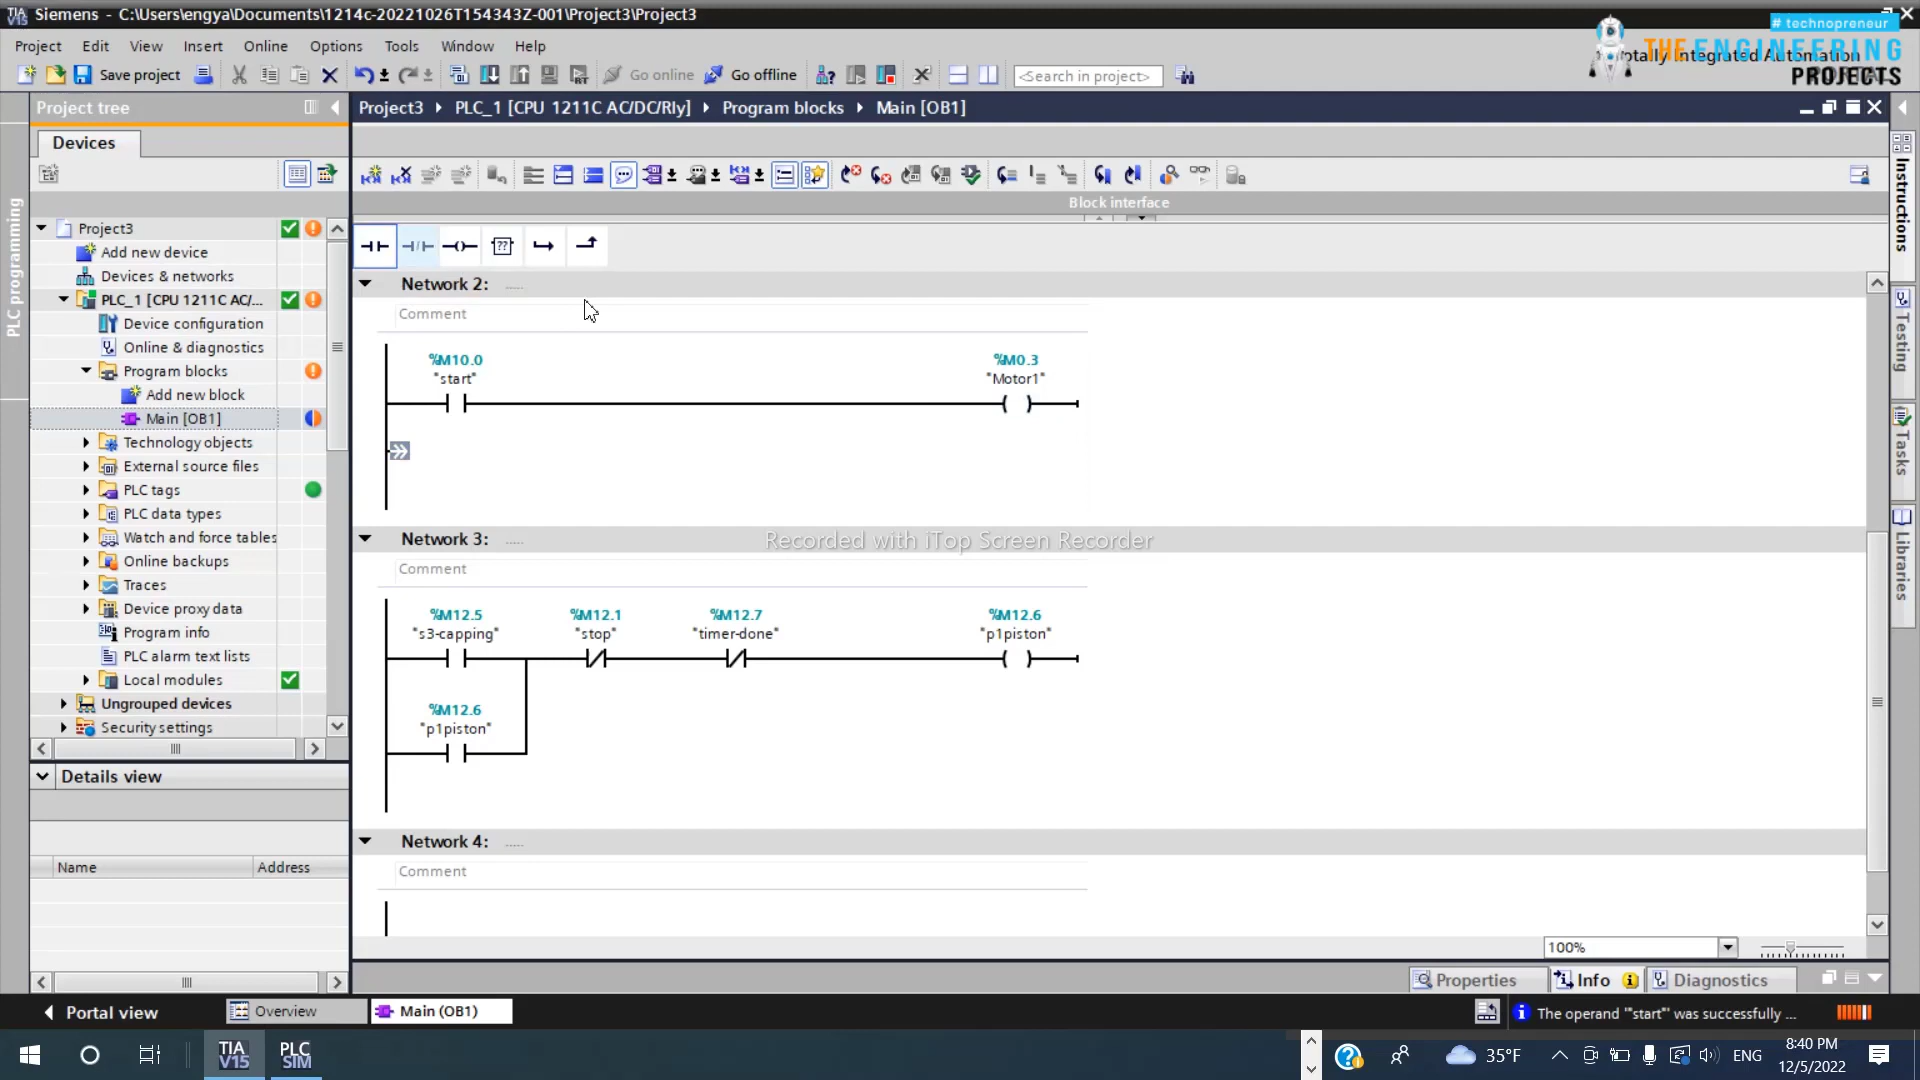 Siemens - C:\Users\engya\Documents\1214c-20221026T154343Z-001\Project3\Project3
# technopreneur
Project Edit View Insert Online Options Tools Window Help
THE ENGINEERING
PROJECTS
Totally Integrated Automation
Save project
Go online
Go offline
<Search in project>
Project tree
Project3 PLC_1 [CPU 1211C AC/DC/Rly] Program blocks Main [OB1]
Devices
Block interface
PLC programming
Instructions
Testing
Tasks
Libraries
Project3
Add new device
Devices & networks
PLC_1 [CPU 1211C AC/...
Device configuration
Online & diagnostics
Program blocks
Add new block
Main [OB1]
Technology objects
External source files
PLC tags
PLC data types
Watch and force tables
Online backups
Traces
Device proxy data
Program info
PLC alarm text lists
Local modules
Ungrouped devices
Security settings
Details view
Name Address
??
Network 2: .....
Comment
%M10.0 %M0.3
"start" "Motor1"
Network 3: .....
Recorded with iTop Screen Recorder
Comment
%M12.5 %M12.1 %M12.7 %M12.6
"s3-capping" "stop" "timer-done" "p1piston"
%M12.6
"p1piston"
Network 4: .....
Comment
100%
Properties Info Diagnostics
Portal view Overview Main (OB1)
The operand '"start"' was successfully ...
TIA
V15
PLC
SIM
35°F
ENG
8:40 PM
12/5/2022